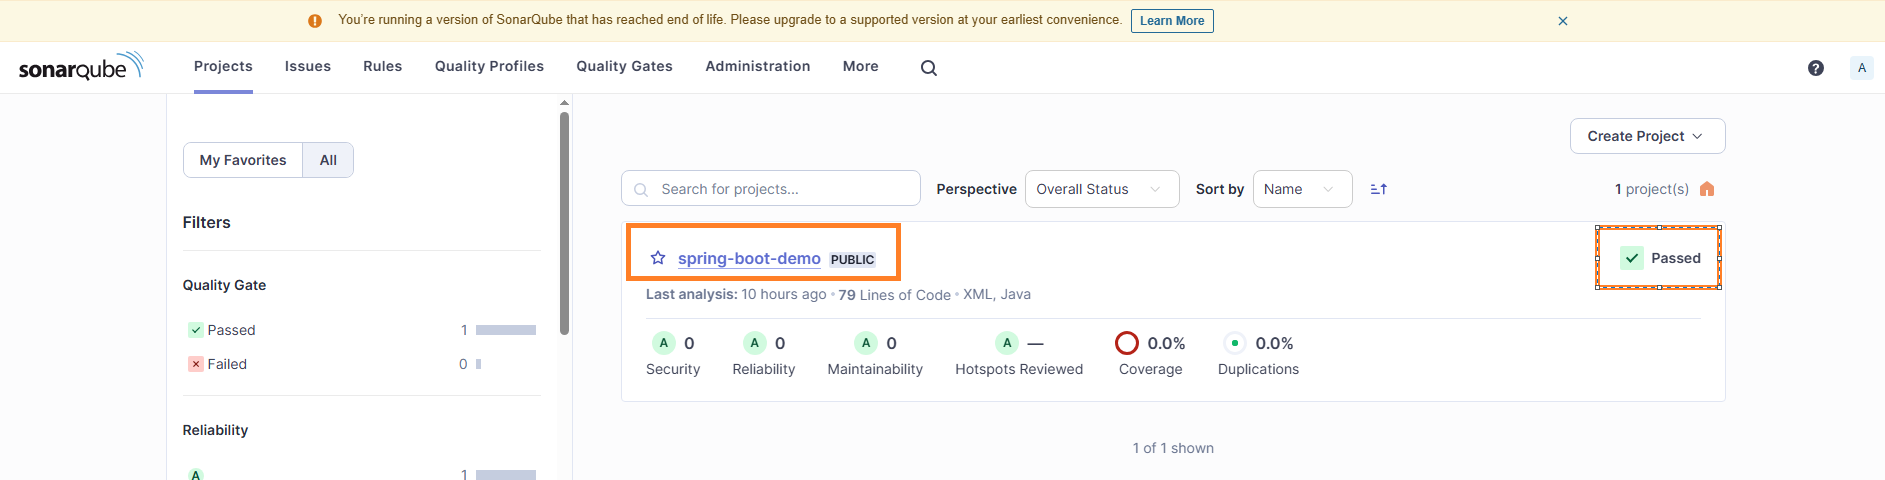 You're running a version of SonarQube that has reached end of life. Please upgrade to a supported version at your earliest convenience. Learn More
sonarqube Projects Issues Rules Quality Profiles Quality Gates Administration More A
My Favorites All
Filters
Quality Gate
Passed 1
Failed 0
Reliability
A 1
Create Project
Search for projects... Perspective Overall Status Sort by Name 1 project(s)
spring-boot-demo PUBLIC Passed
Last analysis: 10 hours ago • 79 Lines of Code • XML, Java
A 0 A 0 A 0 A — 0.0% 0.0%
Security Reliability Maintainability Hotspots Reviewed Coverage Duplications
1 of 1 shown